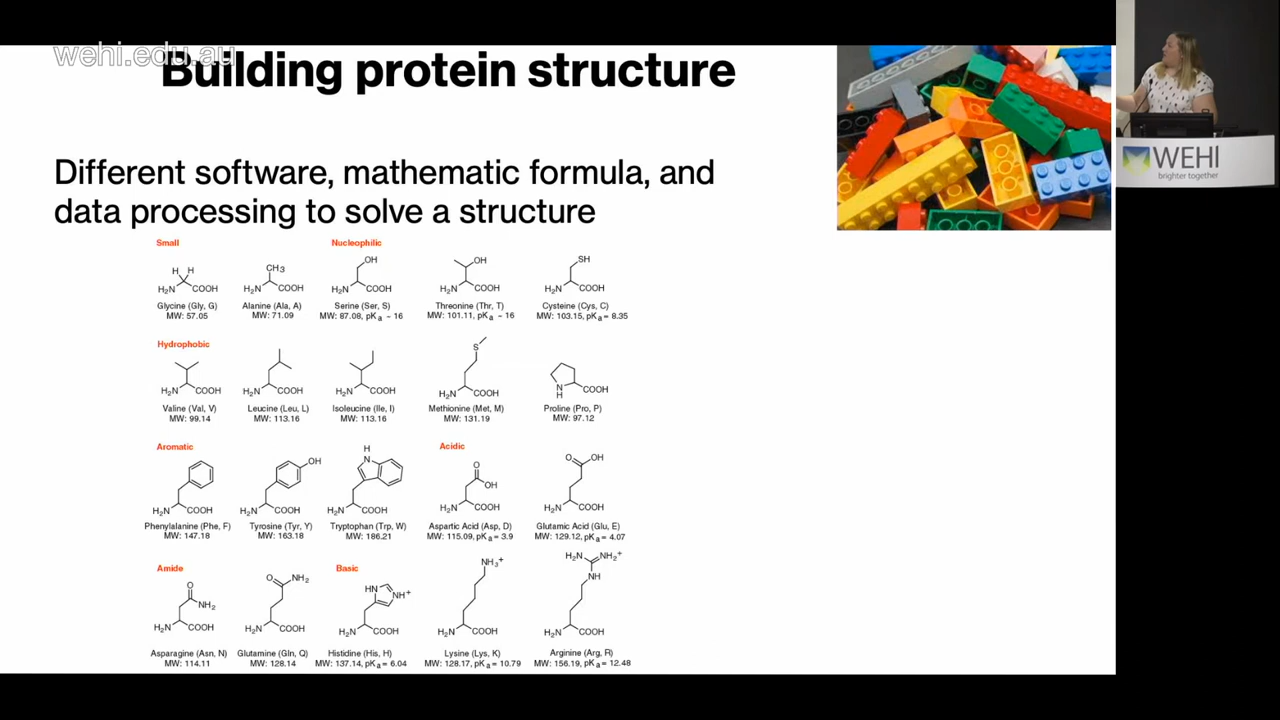 wehi.edu.au
Building protein structure
Different software, mathematic formula, and
data processing to solve a structure
WEHI
brighter together
Small
Nucleophilic
H H
H₂N COOH
CH3
H₂N COOH
OH
H₂N COOH
OH
H₂N COOH
SH
H₂N COOH
Glycine (Gly, G)
MW: 57.05
Alanine (Ala, A)
MW: 71.09
Serine (Ser, S)
MW: 87.08, pKa ~ 16
Threonine (Thr, T)
MW: 101.11, pKa ~ 16
Cysteine (Cys, C)
MW: 103.15, pKa = 8.35
Hydrophobic
H₂N COOH
H₂N COOH
H₂N COOH
S
H₂N COOH
N
H
COOH
Valine (Val, V)
MW: 99.14
Leucine (Leu, L)
MW: 113.16
Isoleucine (Ile, I)
MW: 113.16
Methionine (Met, M)
MW: 131.19
Proline (Pro, P)
MW: 97.12
Aromatic
Acidic
H₂N COOH
OH
H₂N COOH
H
N
H₂N COOH
O
OH
H₂N COOH
O OH
H₂N COOH
Phenylalanine (Phe, F)
MW: 147.18
Tyrosine (Tyr, Y)
MW: 163.18
Tryptophan (Trp, W)
MW: 186.21
Aspartic Acid (Asp, D)
MW: 115.09, pKa = 3.9
Glutamic Acid (Glu, E)
MW: 129.12, pKa = 4.07
Amide
Basic
O
NH₂
H₂N COOH
O NH₂
H₂N COOH
HN NH⁺
H₂N COOH
NH₃⁺
H₂N COOH
H₂N NH₂⁺
NH
H₂N COOH
Asparagine (Asn, N)
MW: 114.11
Glutamine (Gln, Q)
MW: 128.14
Histidine (His, H)
MW: 137.14, pKa = 6.04
Lysine (Lys, K)
MW: 128.17, pKa = 10.79
Arginine (Arg, R)
MW: 156.19, pKa = 12.48